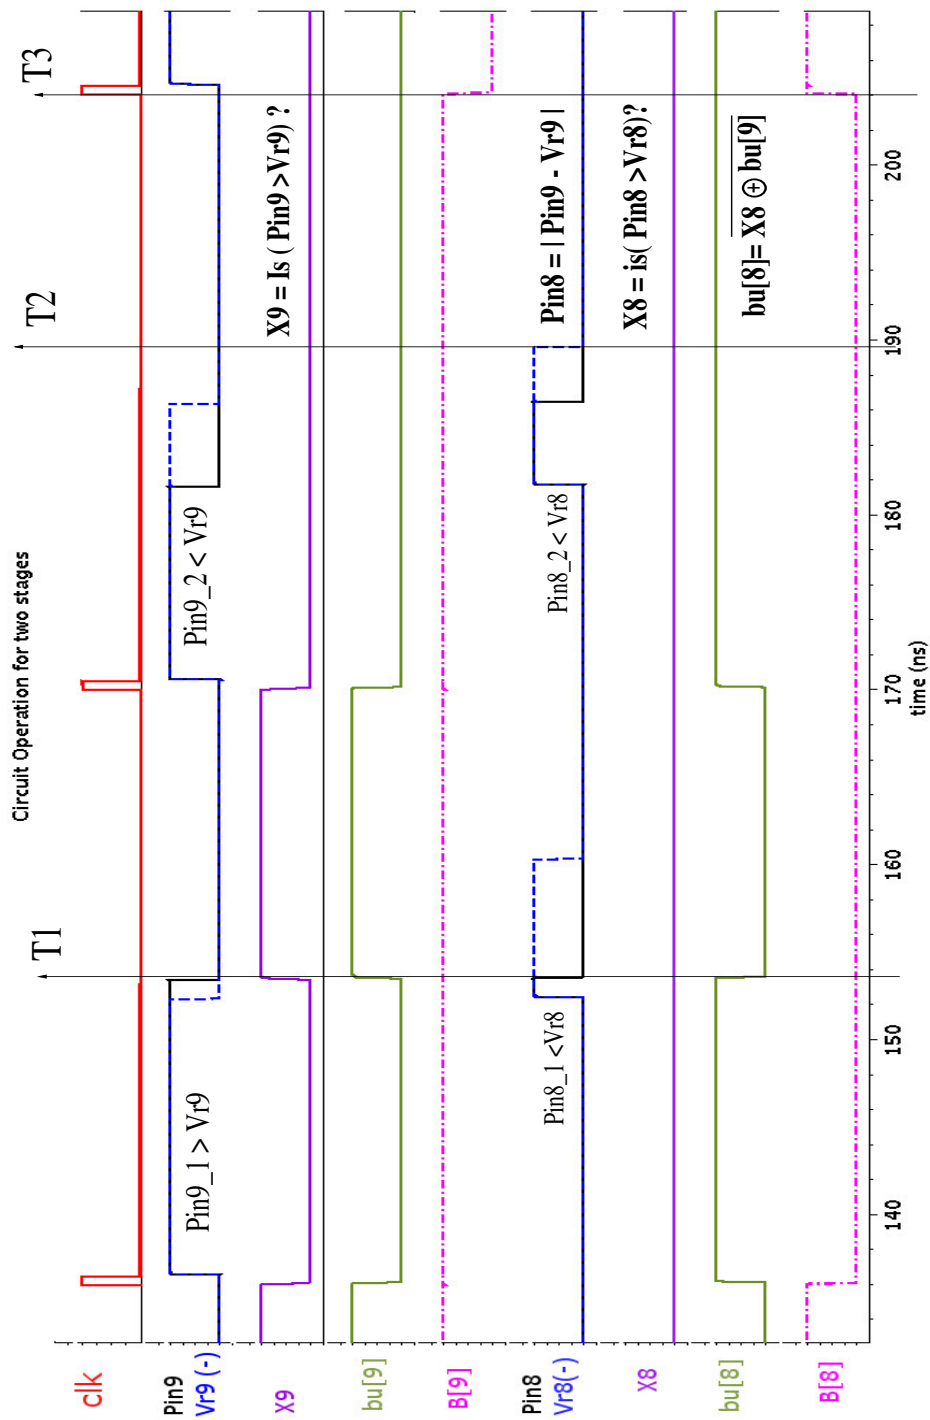 Circuit Operation for two stages
T1
T2
T3
clk
Pin9
Vr9 (-)
Pin9_1 > Vr9
Pin9_2 < Vr9
X9
X9 = Is ( Pin9 >Vr9) ?
bu[9]
B[9]
Pin8
Vr8(-)
Pin8_1 <Vr8
Pin8_2 < Vr8
Pin8 = | Pin9 - Vr9 |
X8
X8 = is( Pin8 >Vr8)?
bu[8]
bu[8]= X8 ⊙ bu[9]
B[8]
140
150
160
170
180
190
200
time (ns)